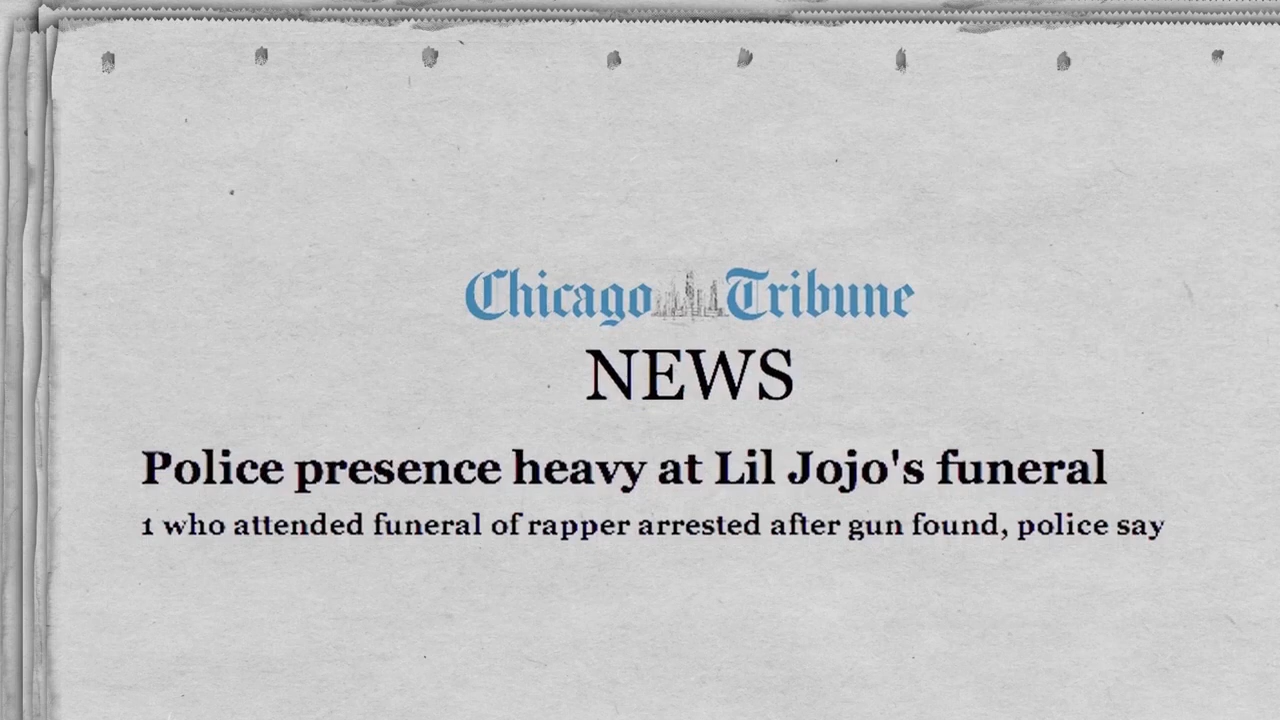 Chicago Tribune
NEWS
Police presence heavy at Lil Jojo's funeral
1 who attended funeral of rapper arrested after gun found, police say